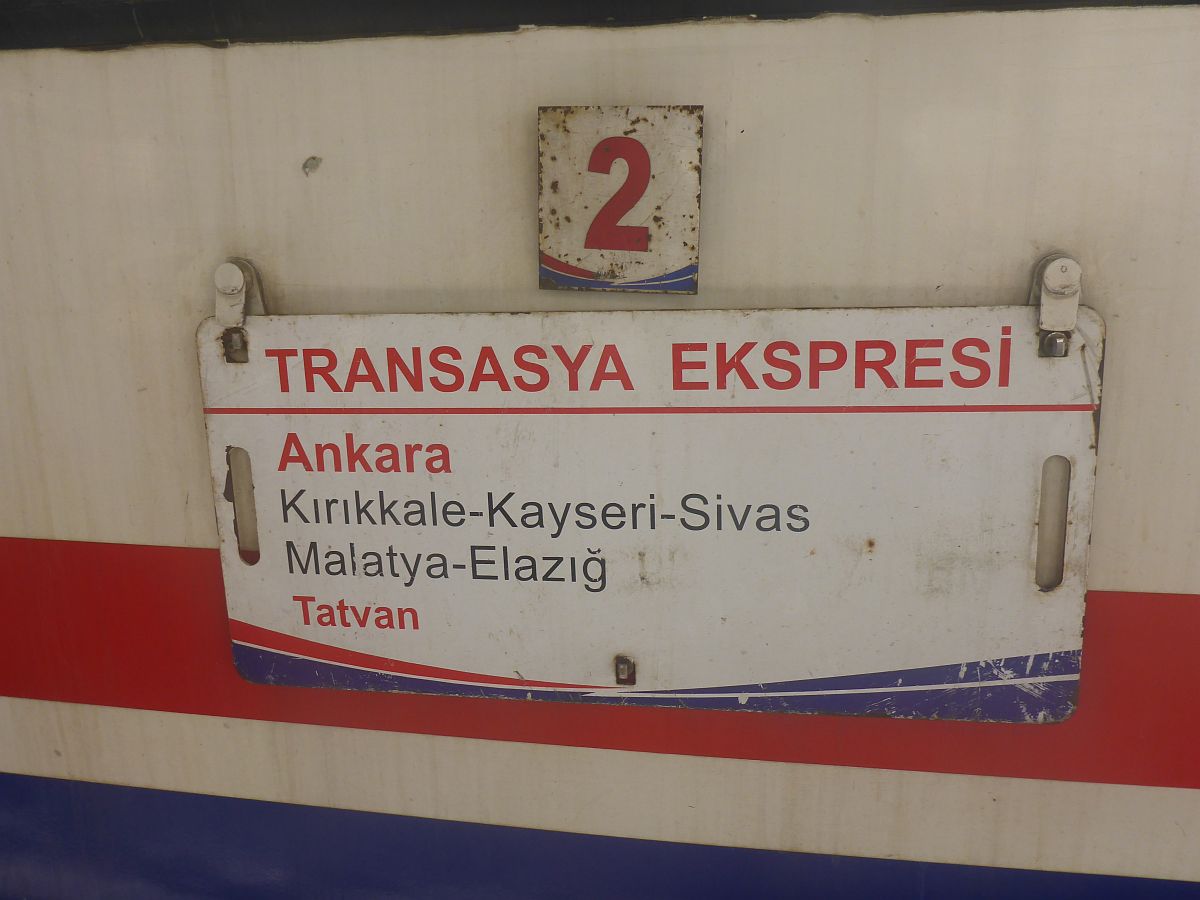 2
TRANSASYA EKSPRESİ
Ankara
Kırıkkale-Kayseri-Sivas
Malatya-Elazığ
Tatvan